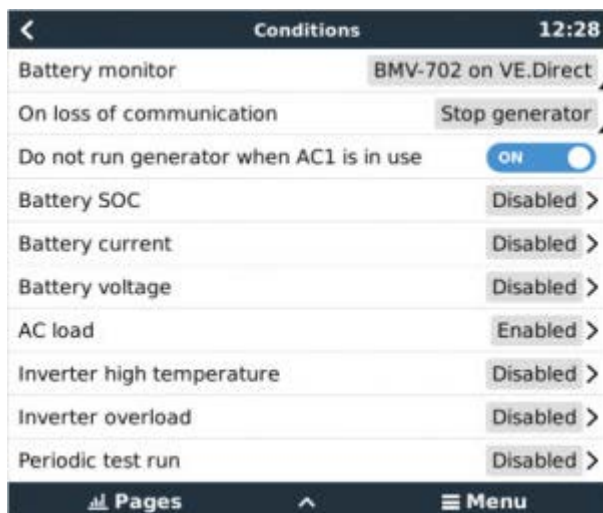 Conditions 12:28
Battery monitor BMV-702 on VE.Direct
On loss of communication Stop generator
Do not run generator when AC1 is in use ON
Battery SOC Disabled
Battery current Disabled
Battery voltage Disabled
AC load Enabled
Inverter high temperature Disabled
Inverter overload Disabled
Periodic test run Disabled
Pages Menu